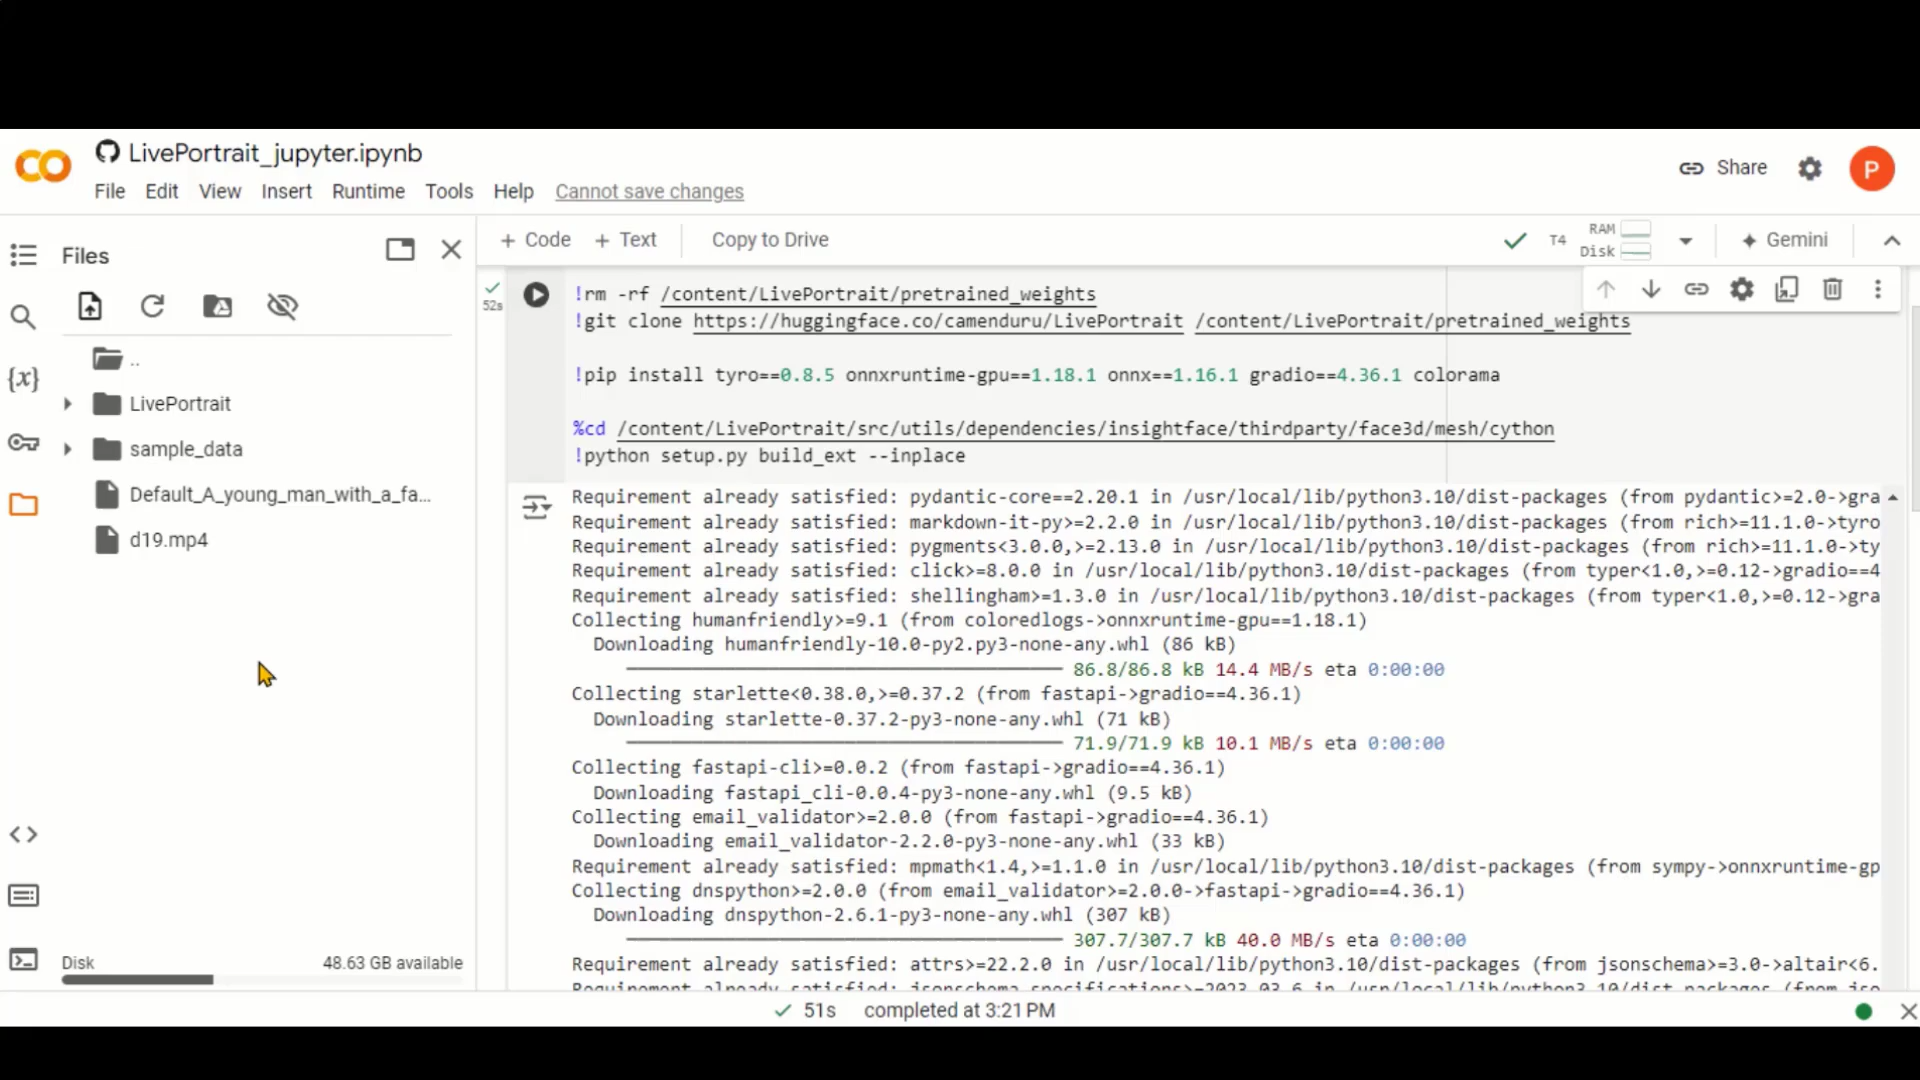 LivePortrait_jupyter.ipynb
File Edit View Insert Runtime Tools Help Cannot save changes
Share
P
Files
+ Code + Text Copy to Drive
T4 RAM Disk
Gemini
..
LivePortrait
sample_data
Default_A_young_man_with_a_fa...
d19.mp4
{x}
Disk 48.63 GB available
52s
!rm -rf /content/LivePortrait/pretrained_weights
!git clone https://huggingface.co/camenduru/LivePortrait /content/LivePortrait/pretrained_weights
!pip install tyro==0.8.5 onnxruntime-gpu==1.18.1 onnx==1.16.1 gradio==4.36.1 colorama
%cd /content/LivePortrait/src/utils/dependencies/insightface/thirdparty/face3d/mesh/cython
!python setup.py build_ext --inplace
Requirement already satisfied: pydantic-core==2.20.1 in /usr/local/lib/python3.10/dist-packages (from pydantic>=2.0->gra
Requirement already satisfied: markdown-it-py>=2.2.0 in /usr/local/lib/python3.10/dist-packages (from rich>=11.1.0->tyro
Requirement already satisfied: pygments<3.0.0,>=2.13.0 in /usr/local/lib/python3.10/dist-packages (from rich>=11.1.0->ty
Requirement already satisfied: click>=8.0.0 in /usr/local/lib/python3.10/dist-packages (from typer<1.0,>=0.12->gradio==4
Requirement already satisfied: shellingham>=1.3.0 in /usr/local/lib/python3.10/dist-packages (from typer<1.0,>=0.12->gra
Collecting humanfriendly>=9.1 (from coloredlogs->onnxruntime-gpu==1.18.1)
Downloading humanfriendly-10.0-py2.py3-none-any.whl (86 kB)
86.8/86.8 kB 14.4 MB/s eta 0:00:00
Collecting starlette<0.38.0,>=0.37.2 (from fastapi->gradio==4.36.1)
Downloading starlette-0.37.2-py3-none-any.whl (71 kB)
71.9/71.9 kB 10.1 MB/s eta 0:00:00
Collecting fastapi-cli>=0.0.2 (from fastapi->gradio==4.36.1)
Downloading fastapi_cli-0.0.4-py3-none-any.whl (9.5 kB)
Collecting email_validator>=2.0.0 (from fastapi->gradio==4.36.1)
Downloading email_validator-2.2.0-py3-none-any.whl (33 kB)
Requirement already satisfied: mpmath<1.4,>=1.1.0 in /usr/local/lib/python3.10/dist-packages (from sympy->onnxruntime-gp
Collecting dnspython>=2.0.0 (from email_validator>=2.0.0->fastapi->gradio==4.36.1)
Downloading dnspython-2.6.1-py3-none-any.whl (307 kB)
307.7/307.7 kB 40.0 MB/s eta 0:00:00
Requirement already satisfied: attrs>=22.2.0 in /usr/local/lib/python3.10/dist-packages (from jsonschema>=3.0->altair<6.
51s completed at 3:21 PM